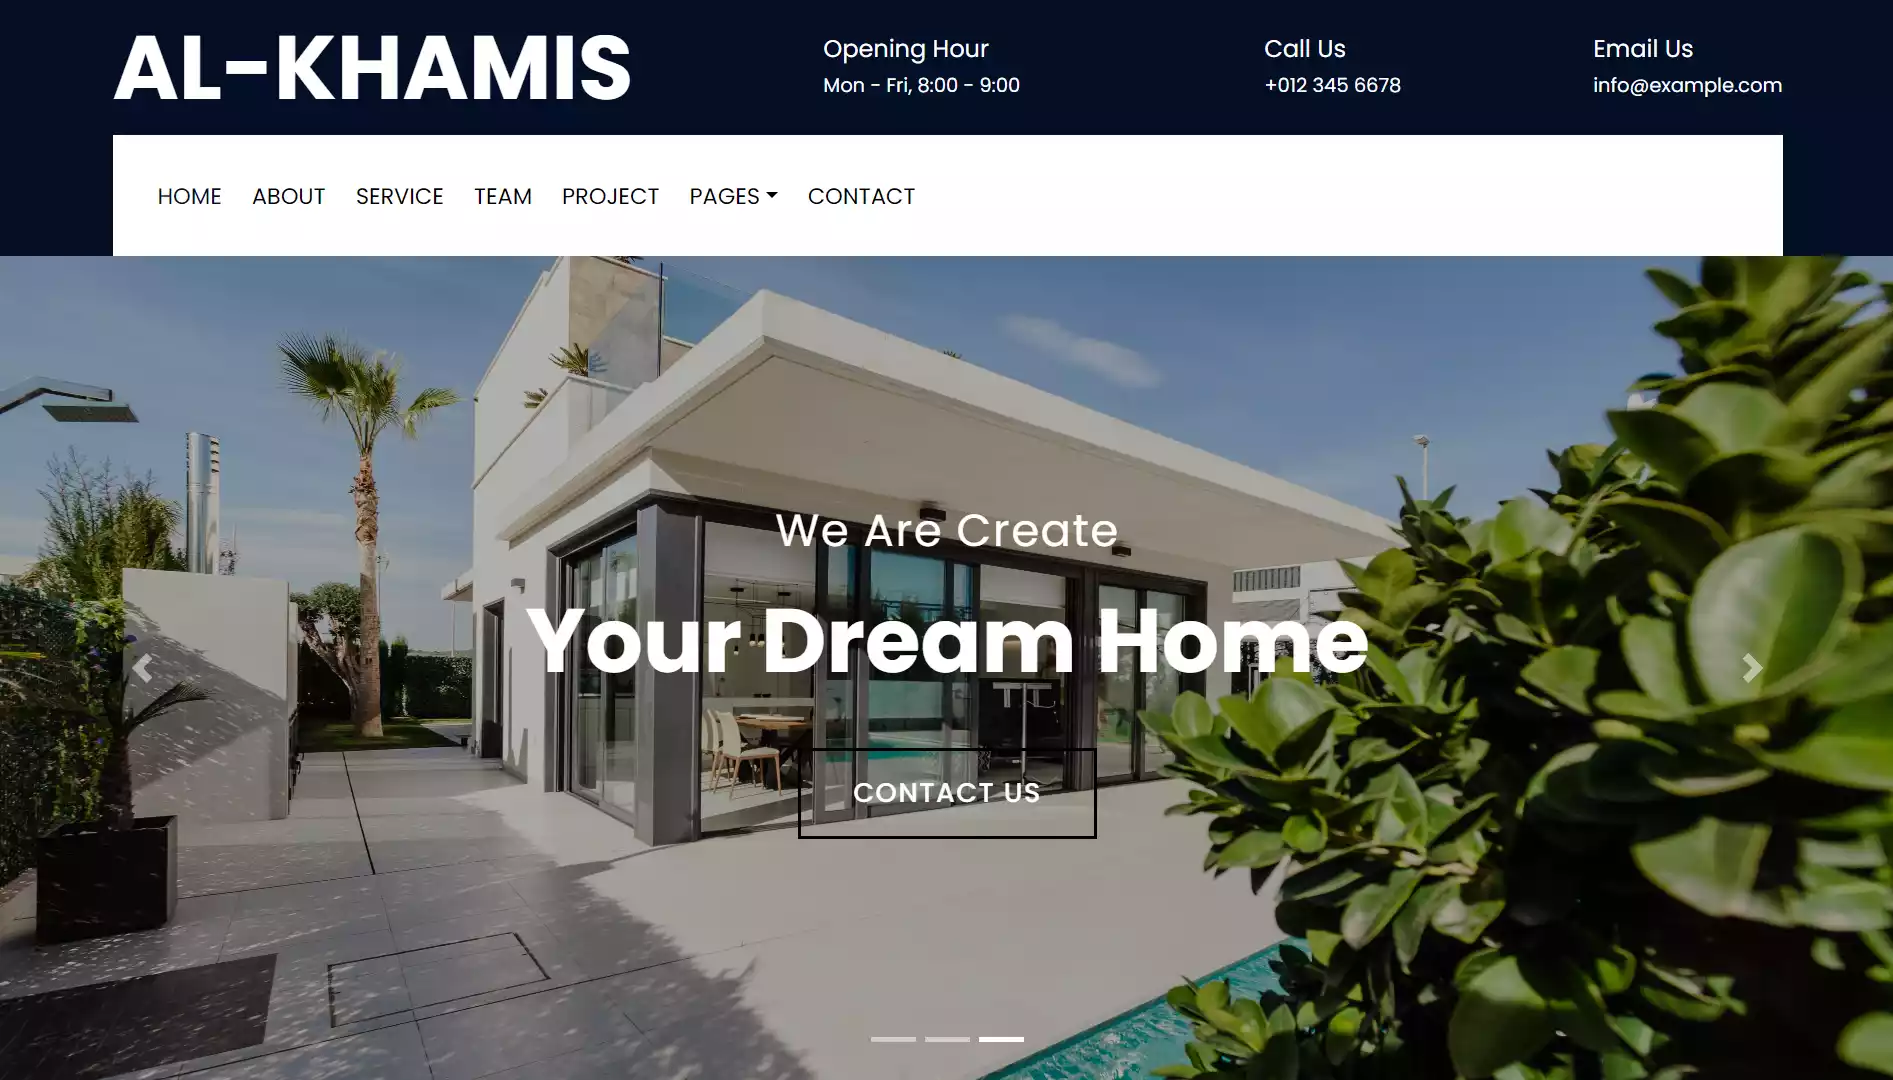 AL-KHAMIS
Opening Hour
Mon - Fri, 8:00 - 9:00
Call Us
+012 345 6678
Email Us
info@example.com
HOME ABOUT SERVICE TEAM PROJECT PAGES CONTACT
We Are Create
Your Dream Home
CONTACT US